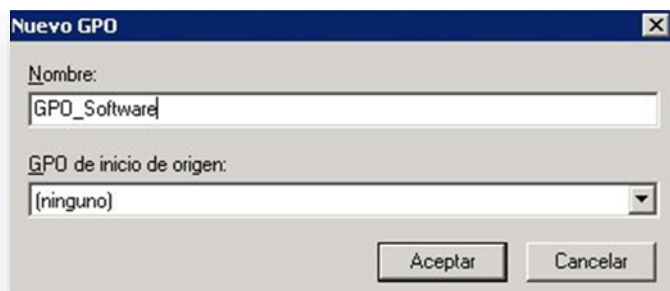 Nuevo GPO
Nombre:
GPO_Software
GPO de inicio de origen:
(ninguno)
Aceptar
Cancelar